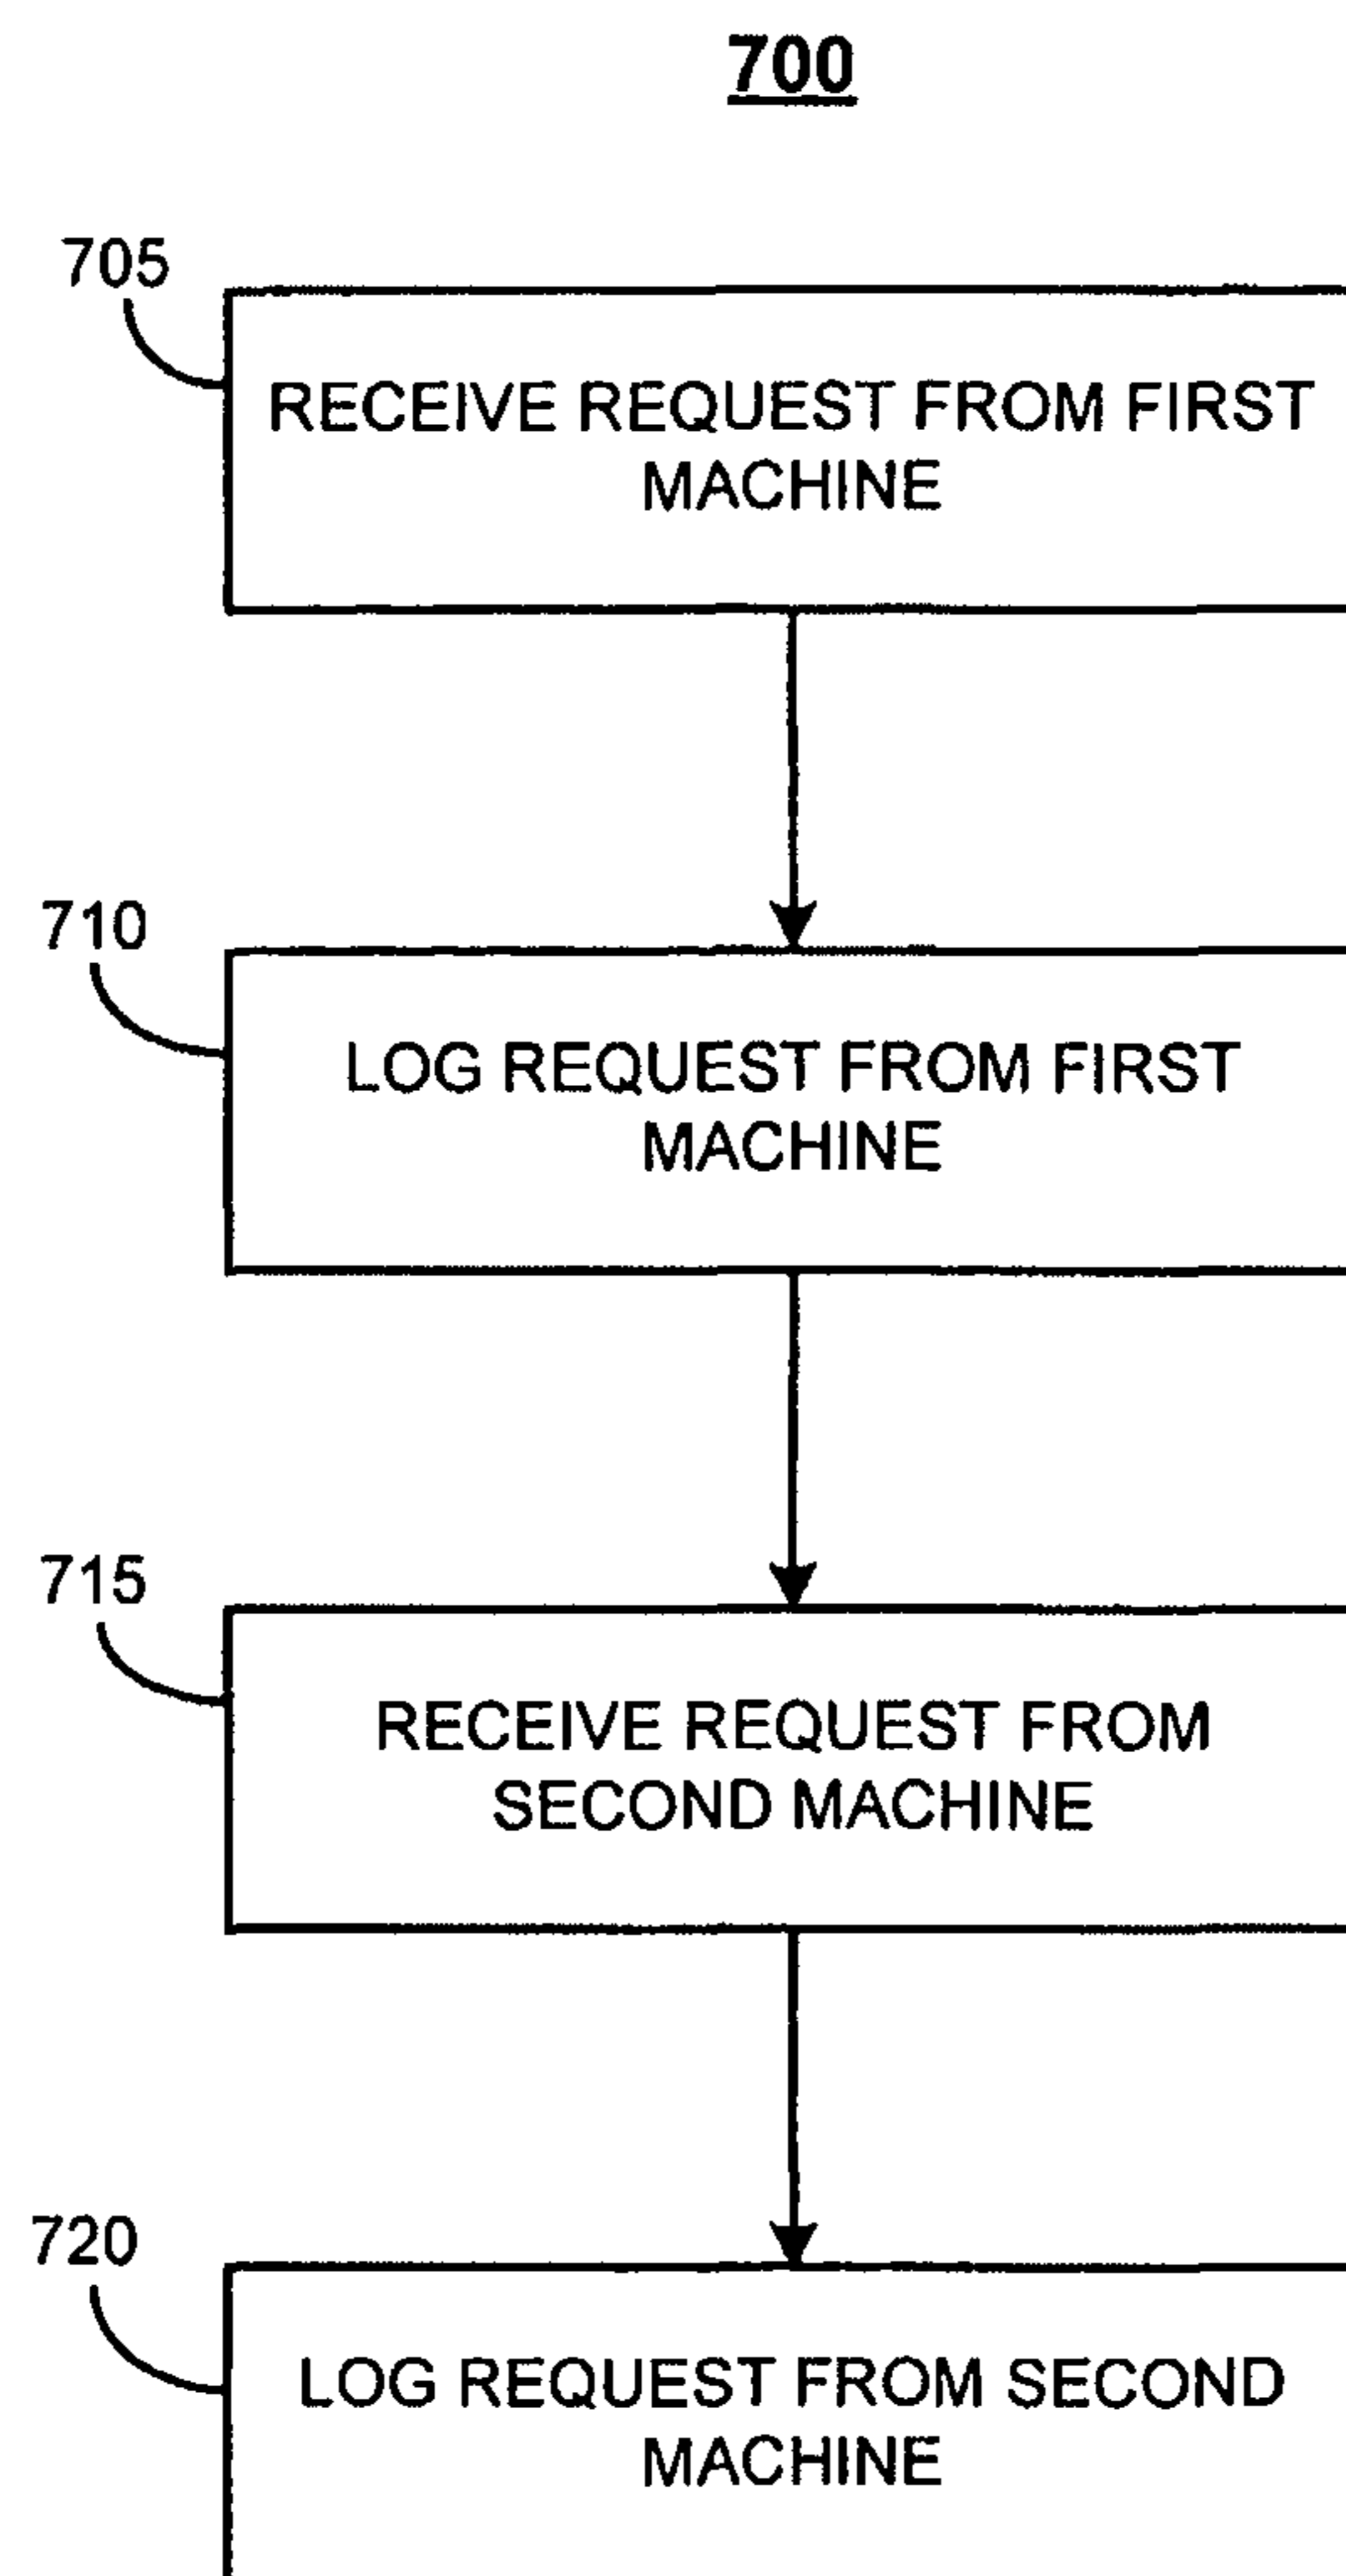 700
705
RECEIVE REQUEST FROM FIRST
MACHINE
710
LOG REQUEST FROM FIRST
MACHINE
715
RECEIVE REQUEST FROM
SECOND MACHINE
720
LOG REQUEST FROM SECOND
MACHINE